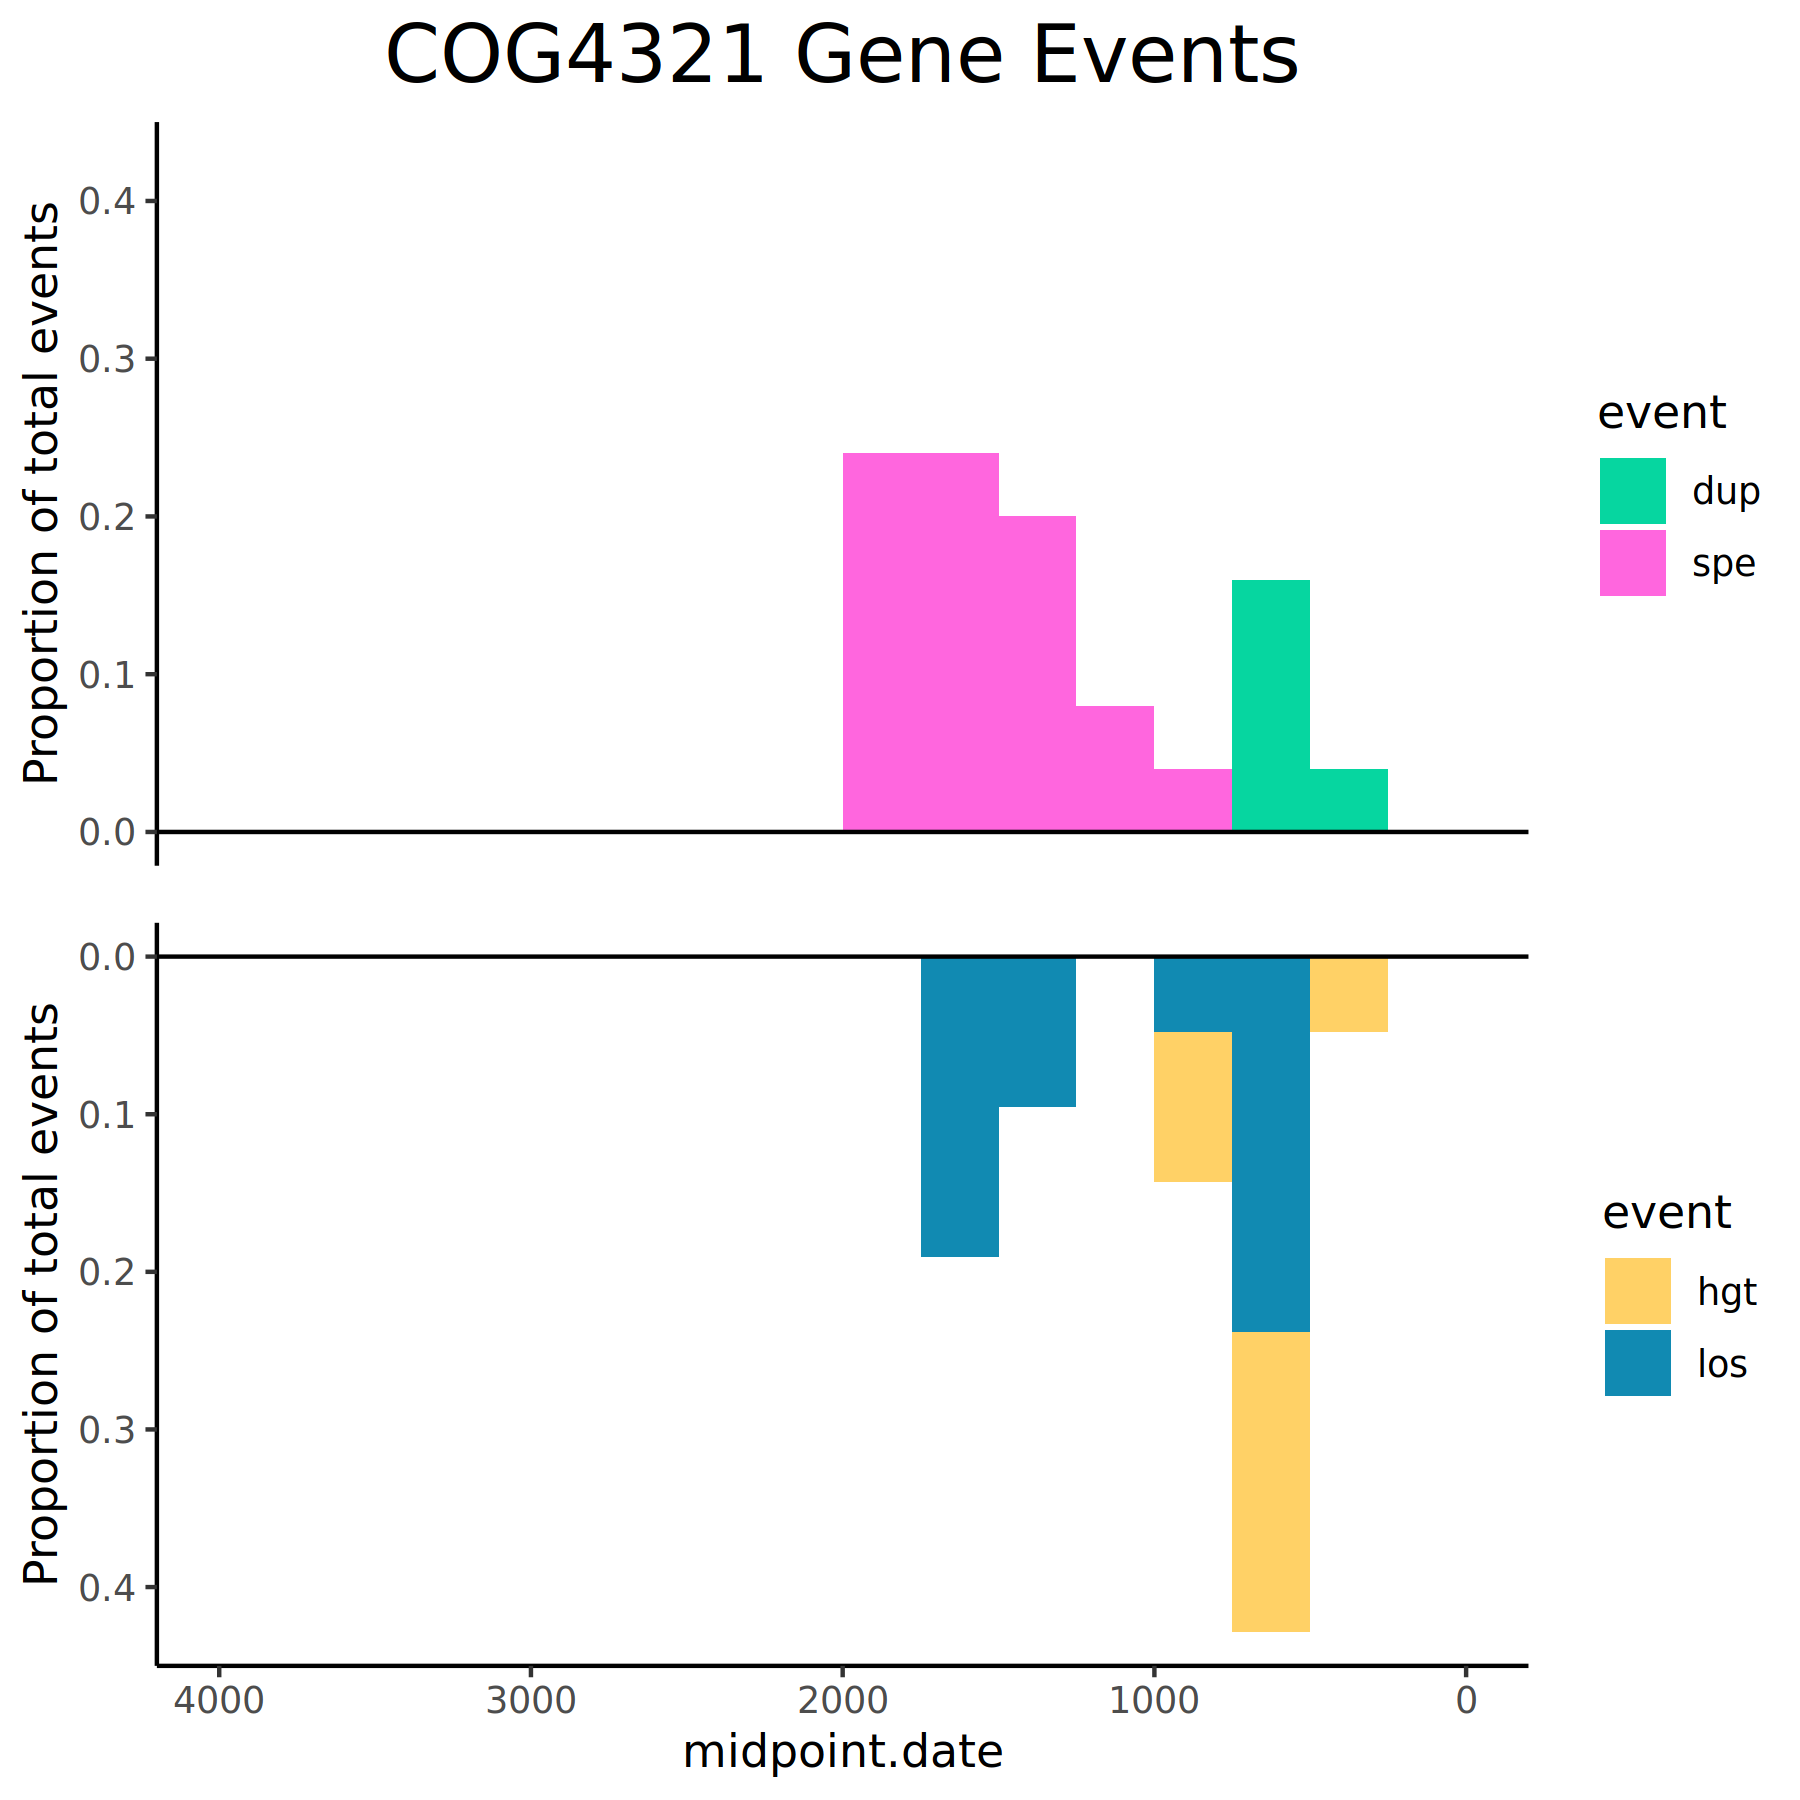 COG4321 Gene Events
Proportion of total events
0.4
0.3
0.2
0.1
0.0
event
dup
spe
Proportion of total events
0.0
0.1
0.2
0.3
0.4
event
hgt
los
4000 3000 2000 1000 0
midpoint.date